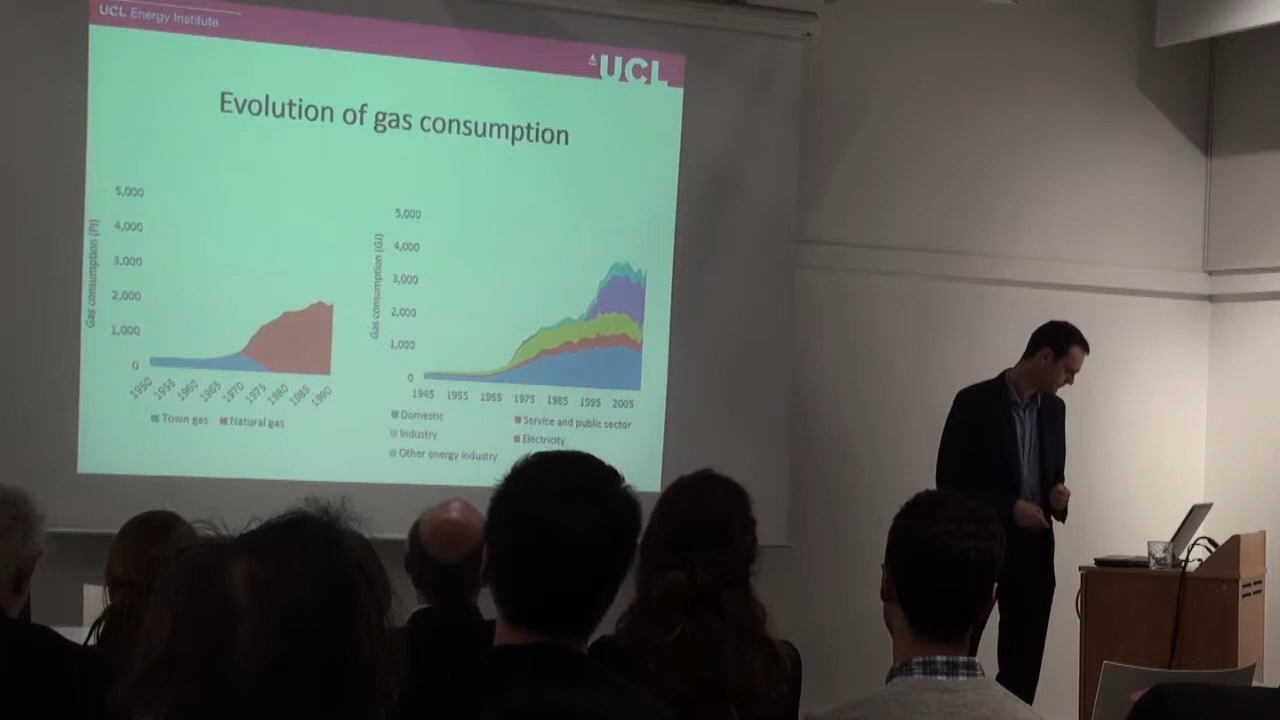 UCL Energy Institute
UCL
Evolution of gas consumption
Gas consumption (PJ)
5,000
4,000
3,000
2,000
1,000
0
1950
1955
1960
1965
1970
1975
1980
1985
1990
Town gas
Natural gas
Gas consumption (GJ)
5,000
4,000
3,000
2,000
1,000
0
1945
1955
1965
1975
1985
1995
2005
Domestic
Service and public sector
Industry
Electricity
Other energy industry